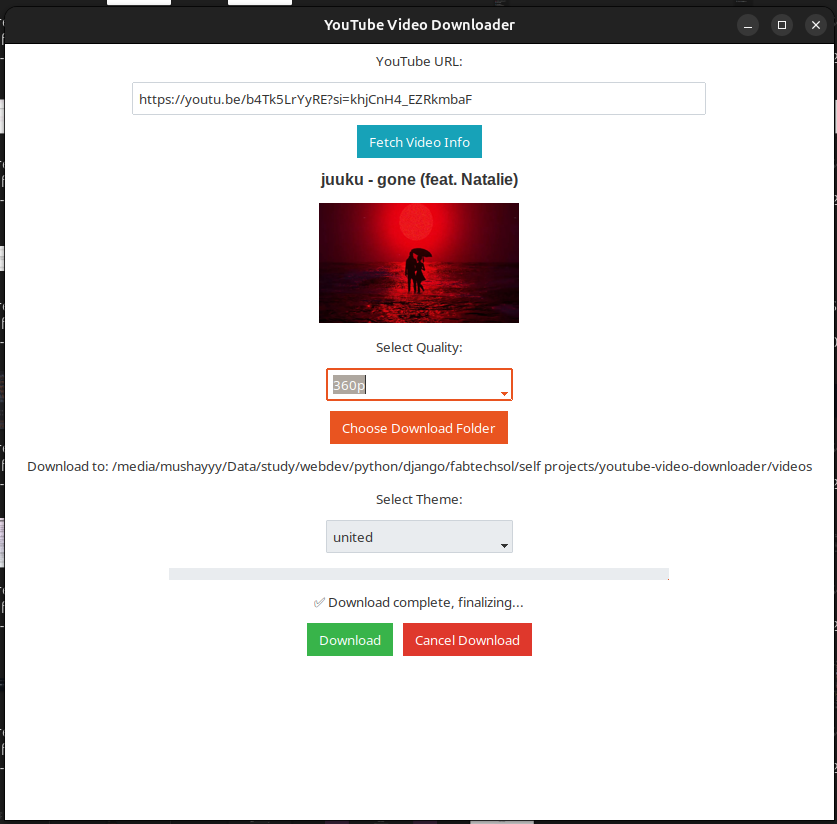 YouTube Video Downloader
YouTube URL:
https://youtu.be/b4Tk5LrYyRE?si=khjCnH4_EZRkmbaF
Fetch Video Info
juuku - gone (feat. Natalie)
Select Quality:
360p
Choose Download Folder
Download to: /media/mushayyy/Data/study/webdev/python/django/fabtechsol/self projects/youtube-video-downloader/videos
Select Theme:
united
✅ Download complete, finalizing...
Download Cancel Download